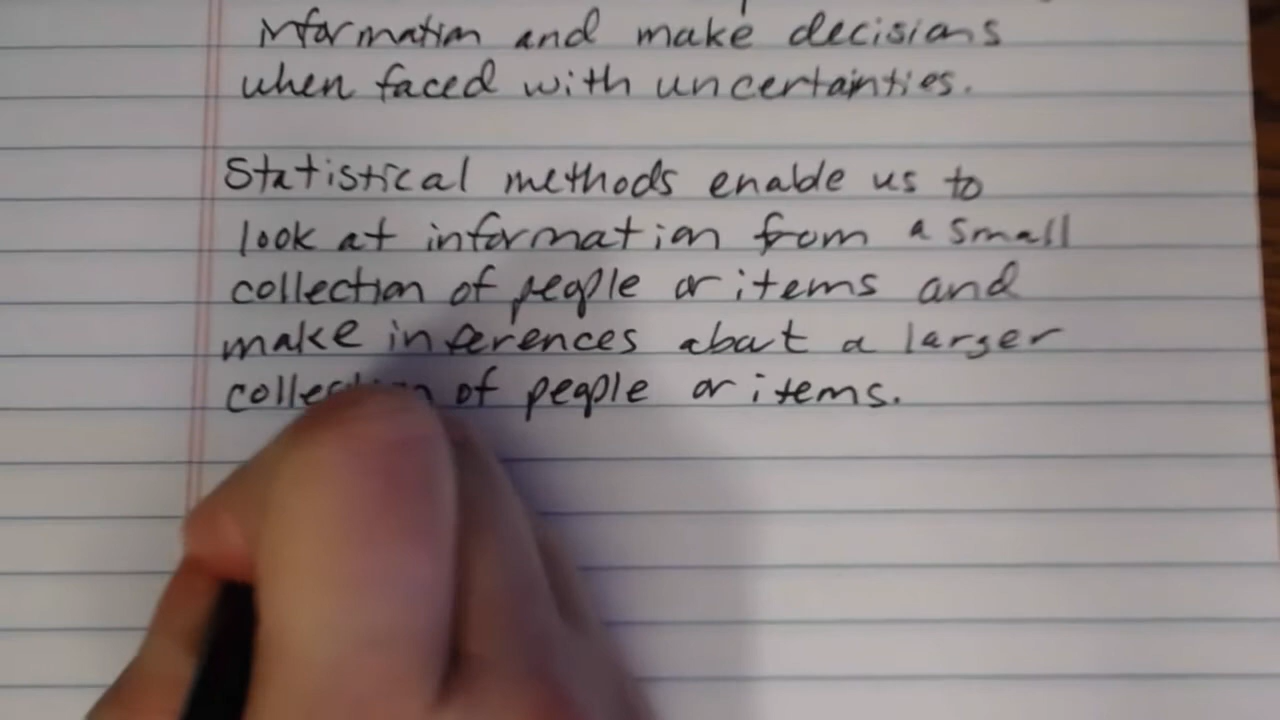 information and make decisions
when faced with uncertainties.
Statistical methods enable us to
look at information from a small
collection of people or items and
make inferences about a larger
collection of people or items.